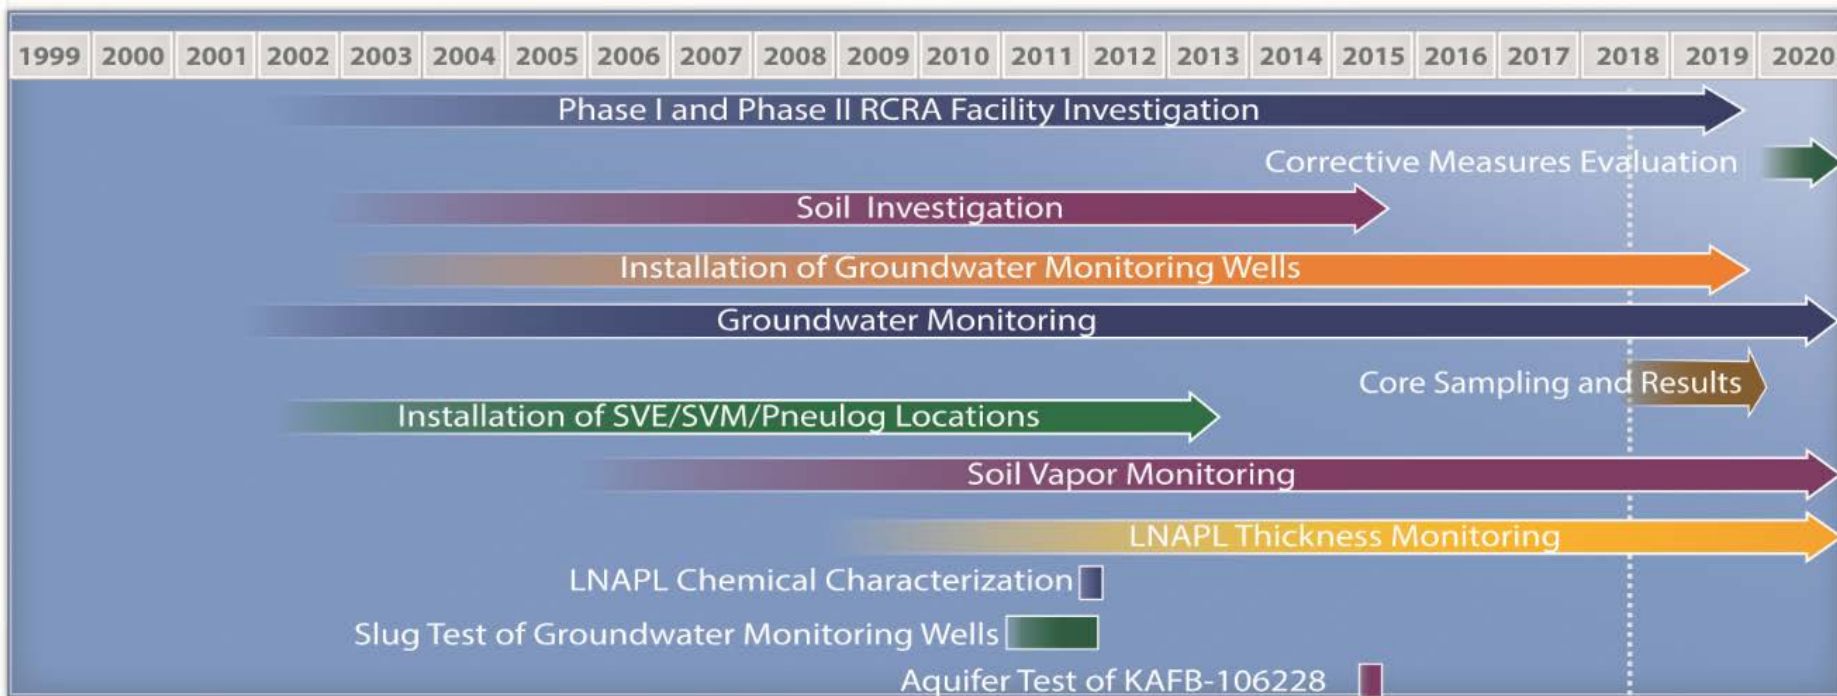 1999 2000 2001 2002 2003 2004 2005 2006 2007 2008 2009 2010 2011 2012 2013 2014 2015 2016 2017 2018 2019 2020
Phase I and Phase II RCRA Facility Investigation
Corrective Measures Evaluation
Soil Investigation
Installation of Groundwater Monitoring Wells
Groundwater Monitoring
Core Sampling and Results
Installation of SVE/SVM/Pneulog Locations
Soil Vapor Monitoring
LNAPL Thickness Monitoring
LNAPL Chemical Characterization
Slug Test of Groundwater Monitoring Wells
Aquifer Test of KAFB-106228